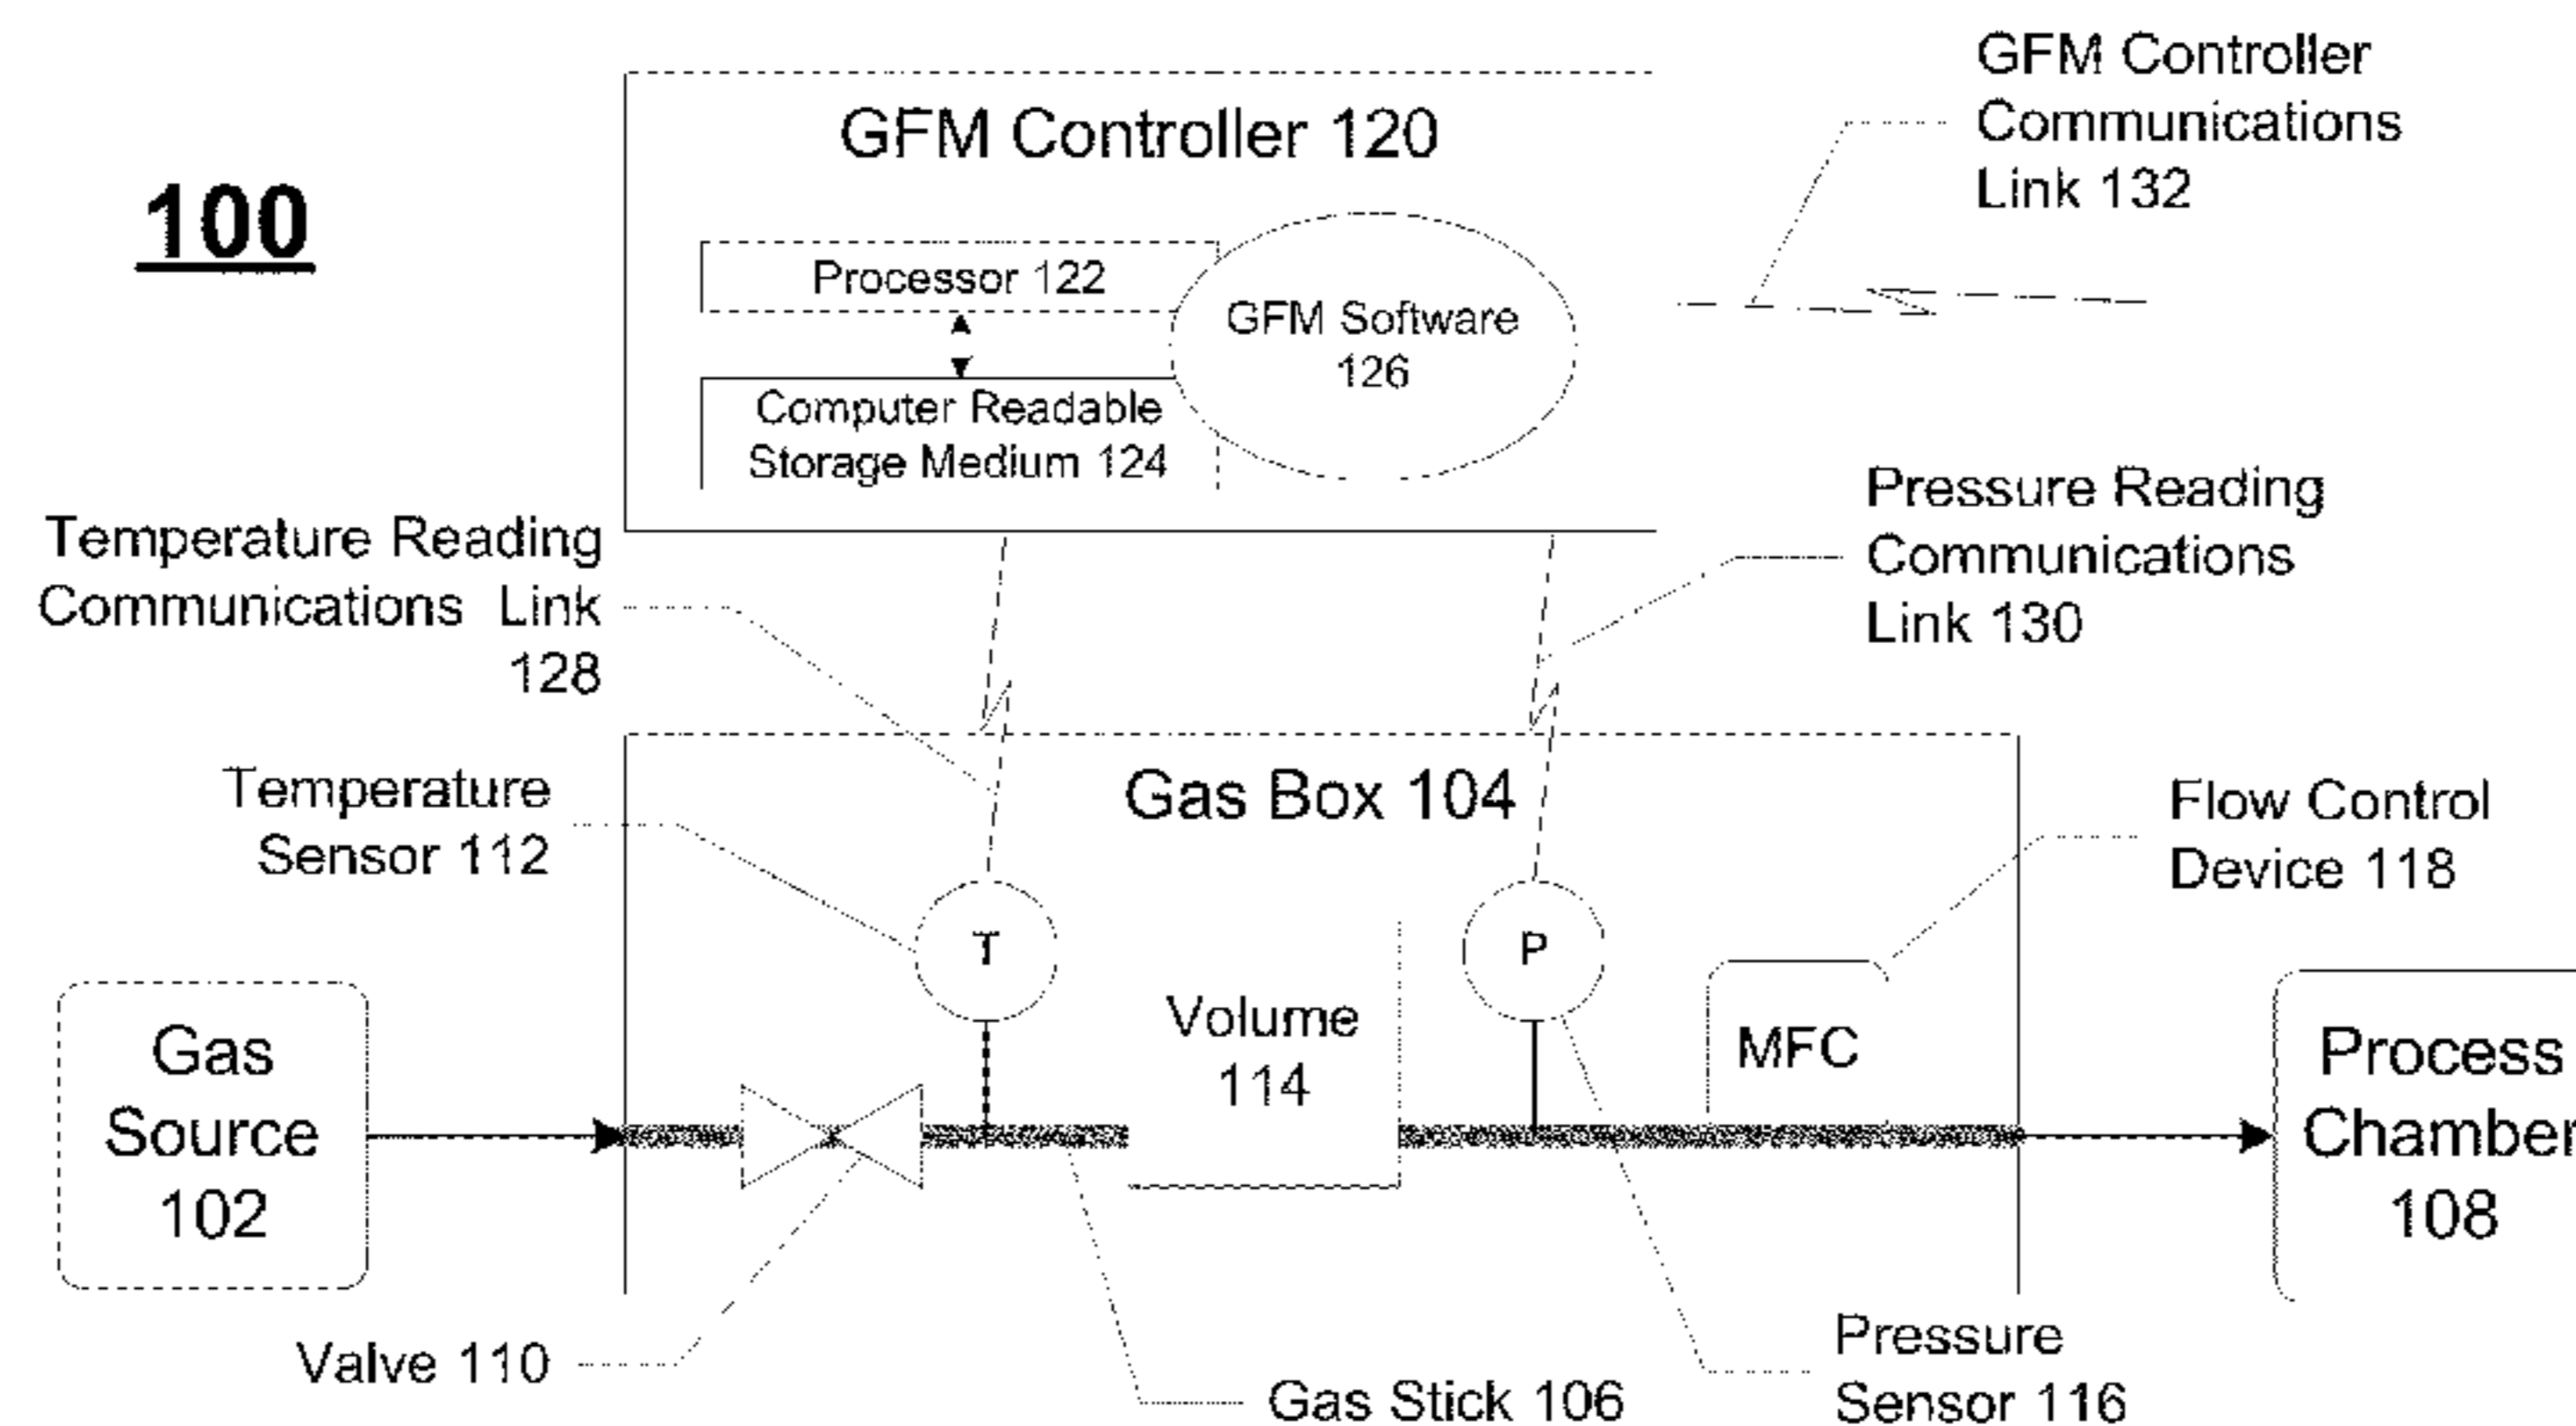 100
GFM Controller 120
GFM Controller
Communications
Link 132
Processor 122
GFM Software
126
Computer Readable
Storage Medium 124
Temperature Reading
Communications Link
128
Pressure Reading
Communications
Link 130
Gas Box 104
Temperature
Sensor 112
Flow Control
Device 118
T
P
Gas
Source
102
Volume
114
MFC
Process
Chamber
108
Valve 110
Gas Stick 106
Pressure
Sensor 116